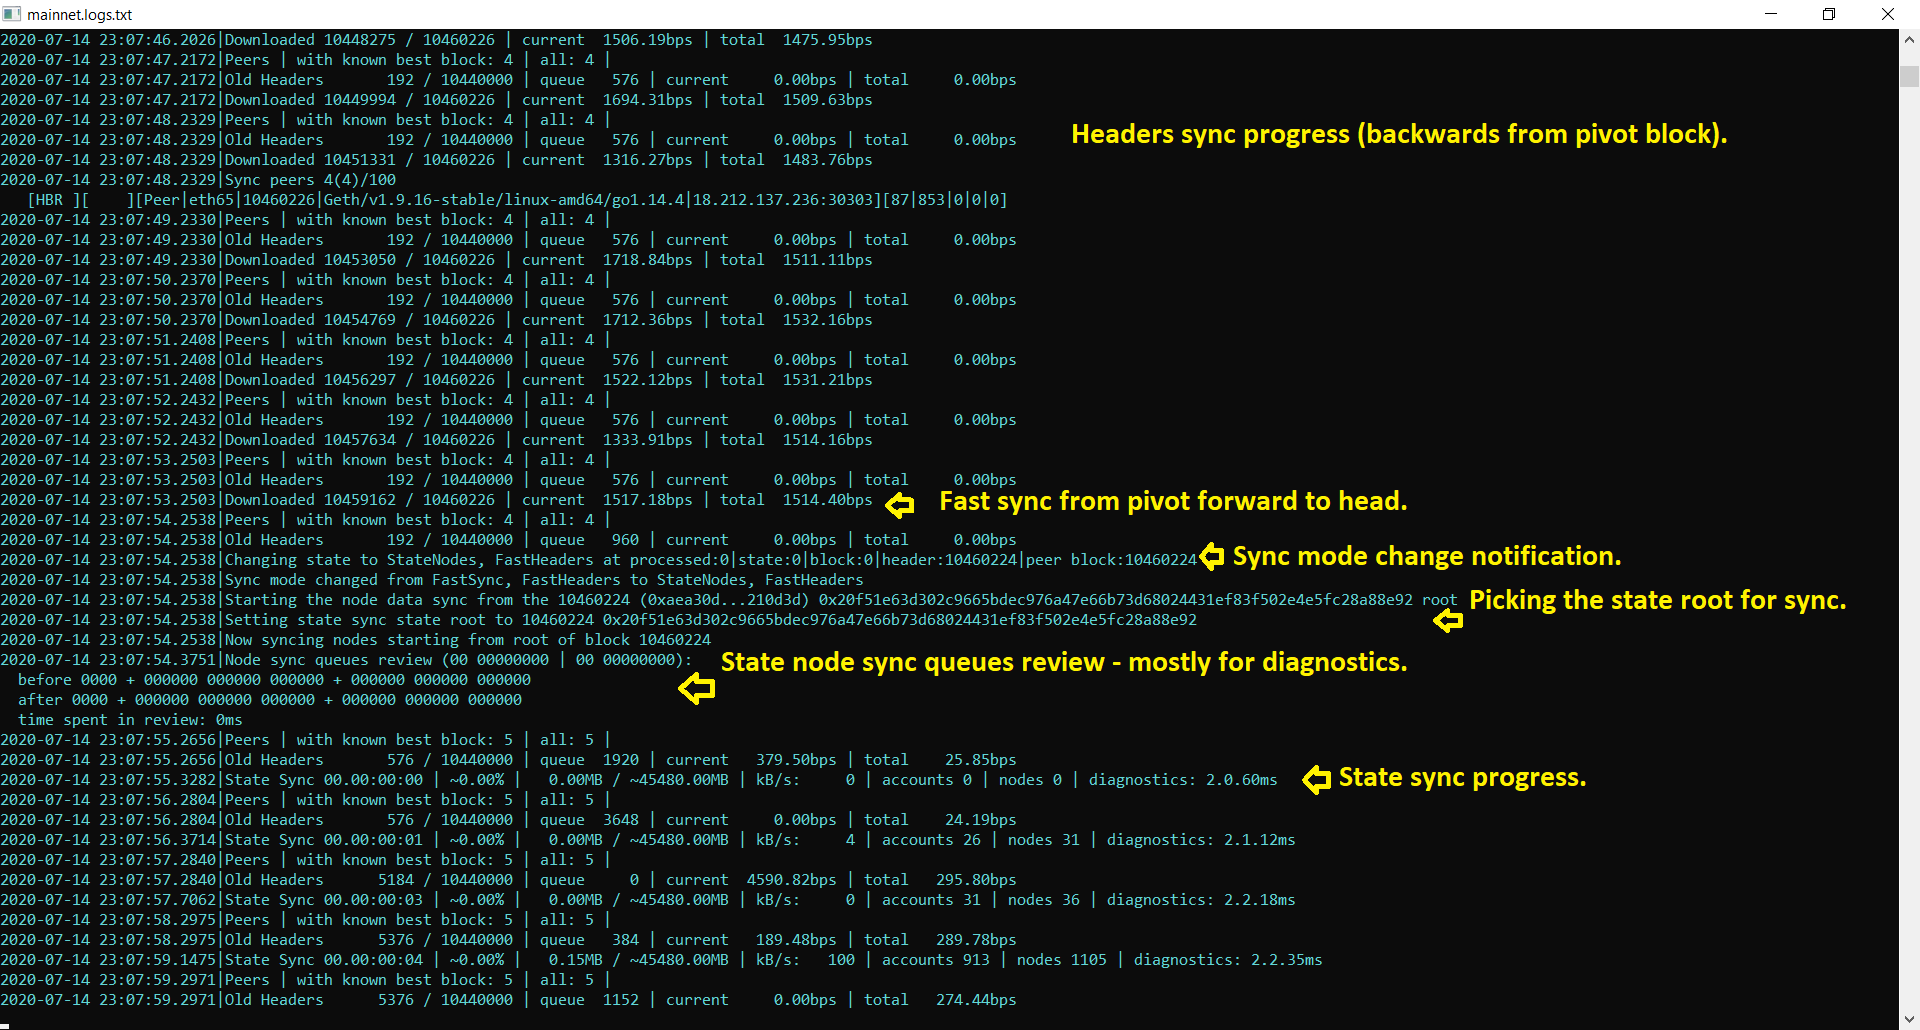 mainnet.logs.txt
2020-07-14 23:07:46.2026|Downloaded 10448275 / 10460226 | current  1506.19bps | total  1475.95bps
2020-07-14 23:07:47.2172|Peers | with known best block: 4 | all: 4 |
2020-07-14 23:07:47.2172|Old Headers       192 / 10440000 | queue   576 | current     0.00bps | total     0.00bps
2020-07-14 23:07:47.2172|Downloaded 10449994 / 10460226 | current  1694.31bps | total  1509.63bps
2020-07-14 23:07:48.2329|Peers | with known best block: 4 | all: 4 |
Headers sync progress (backwards from pivot block).
2020-07-14 23:07:48.2329|Old Headers       192 / 10440000 | queue   576 | current     0.00bps | total     0.00bps
2020-07-14 23:07:48.2329|Downloaded 10451331 / 10460226 | current  1316.27bps | total  1483.76bps
2020-07-14 23:07:48.2329|Sync peers 4(4)/100
[HBR ][    ][Peer|eth65|10460226|Geth/v1.9.16-stable/linux-amd64/go1.14.4|18.212.137.236:30303][87|853|0|0|0]
2020-07-14 23:07:49.2330|Peers | with known best block: 4 | all: 4 |
2020-07-14 23:07:49.2330|Old Headers       192 / 10440000 | queue   576 | current     0.00bps | total     0.00bps
2020-07-14 23:07:49.2330|Downloaded 10453050 / 10460226 | current  1718.84bps | total  1511.11bps
2020-07-14 23:07:50.2370|Peers | with known best block: 4 | all: 4 |
2020-07-14 23:07:50.2370|Old Headers       192 / 10440000 | queue   576 | current     0.00bps | total     0.00bps
2020-07-14 23:07:50.2370|Downloaded 10454769 / 10460226 | current  1712.36bps | total  1532.16bps
2020-07-14 23:07:51.2408|Peers | with known best block: 4 | all: 4 |
2020-07-14 23:07:51.2408|Old Headers       192 / 10440000 | queue   576 | current     0.00bps | total     0.00bps
2020-07-14 23:07:51.2408|Downloaded 10456297 / 10460226 | current  1522.12bps | total  1531.21bps
2020-07-14 23:07:52.2432|Peers | with known best block: 4 | all: 4 |
2020-07-14 23:07:52.2432|Old Headers       192 / 10440000 | queue   576 | current     0.00bps | total     0.00bps
2020-07-14 23:07:52.2432|Downloaded 10457634 / 10460226 | current  1333.91bps | total  1514.16bps
2020-07-14 23:07:53.2503|Peers | with known best block: 4 | all: 4 |
2020-07-14 23:07:53.2503|Old Headers       192 / 10440000 | queue   576 | current     0.00bps | total     0.00bps
2020-07-14 23:07:53.2503|Downloaded 10459162 / 10460226 | current  1517.18bps | total  1514.40bps
Fast sync from pivot forward to head.
2020-07-14 23:07:54.2538|Peers | with known best block: 4 | all: 4 |
2020-07-14 23:07:54.2538|Old Headers       192 / 10440000 | queue   960 | current     0.00bps | total     0.00bps
2020-07-14 23:07:54.2538|Changing state to StateNodes, FastHeaders at processed:0|state:0|block:0|header:10460224|peer block:10460224
Sync mode change notification.
2020-07-14 23:07:54.2538|Sync mode changed from FastSync, FastHeaders to StateNodes, FastHeaders
2020-07-14 23:07:54.2538|Starting the node data sync from the 10460224 (0xaea30d...210d3d) 0x20f51e63d302c9665bdec976a47e66b73d68024431ef83f502e4e5fc28a88e92 root
Picking the state root for sync.
2020-07-14 23:07:54.2538|Setting state sync state root to 10460224 0x20f51e63d302c9665bdec976a47e66b73d68024431ef83f502e4e5fc28a88e92
2020-07-14 23:07:54.2538|Now syncing nodes starting from root of block 10460224
2020-07-14 23:07:54.3751|Node sync queues review (00 00000000 | 00 00000000):
State node sync queues review - mostly for diagnostics.
before 0000 + 000000 000000 000000 + 000000 000000 000000
after 0000 + 000000 000000 000000 + 000000 000000 000000
time spent in review: 0ms
2020-07-14 23:07:55.2656|Peers | with known best block: 5 | all: 5 |
2020-07-14 23:07:55.2656|Old Headers       576 / 10440000 | queue  1920 | current   379.50bps | total    25.85bps
2020-07-14 23:07:55.3282|State Sync 00.00:00:00 | ~0.00% |   0.00MB / ~45480.00MB | kB/s:     0 | accounts 0 | nodes 0 | diagnostics: 2.0.60ms
State sync progress.
2020-07-14 23:07:56.2804|Peers | with known best block: 5 | all: 5 |
2020-07-14 23:07:56.2804|Old Headers       576 / 10440000 | queue  3648 | current     0.00bps | total    24.19bps
2020-07-14 23:07:56.3714|State Sync 00.00:00:01 | ~0.00% |   0.00MB / ~45480.00MB | kB/s:     4 | accounts 26 | nodes 31 | diagnostics: 2.1.12ms
2020-07-14 23:07:57.2840|Peers | with known best block: 5 | all: 5 |
2020-07-14 23:07:57.2840|Old Headers      5184 / 10440000 | queue     0 | current  4590.82bps | total   295.80bps
2020-07-14 23:07:57.7062|State Sync 00.00:00:03 | ~0.00% |   0.00MB / ~45480.00MB | kB/s:     0 | accounts 31 | nodes 36 | diagnostics: 2.2.18ms
2020-07-14 23:07:58.2975|Peers | with known best block: 5 | all: 5 |
2020-07-14 23:07:58.2975|Old Headers      5376 / 10440000 | queue   384 | current   189.48bps | total   289.78bps
2020-07-14 23:07:59.1475|State Sync 00.00:00:04 | ~0.00% |   0.15MB / ~45480.00MB | kB/s:   100 | accounts 913 | nodes 1105 | diagnostics: 2.2.35ms
2020-07-14 23:07:59.2971|Peers | with known best block: 5 | all: 5 |
2020-07-14 23:07:59.2971|Old Headers      5376 / 10440000 | queue  1152 | current     0.00bps | total   274.44bps